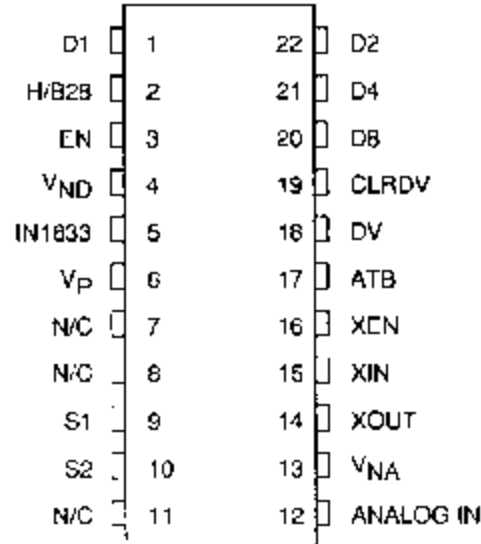 D1 1 22 D2
H/B28 2 21 D4
EN 3 20 D8
VND 4 19 CLRDV
IN1633 5 18 DV
VP 6 17 ATB
N/C 7 16 XEN
N/C 8 15 XIN
S1 9 14 XOUT
S2 10 13 VNA
N/C 11 12 ANALOG IN